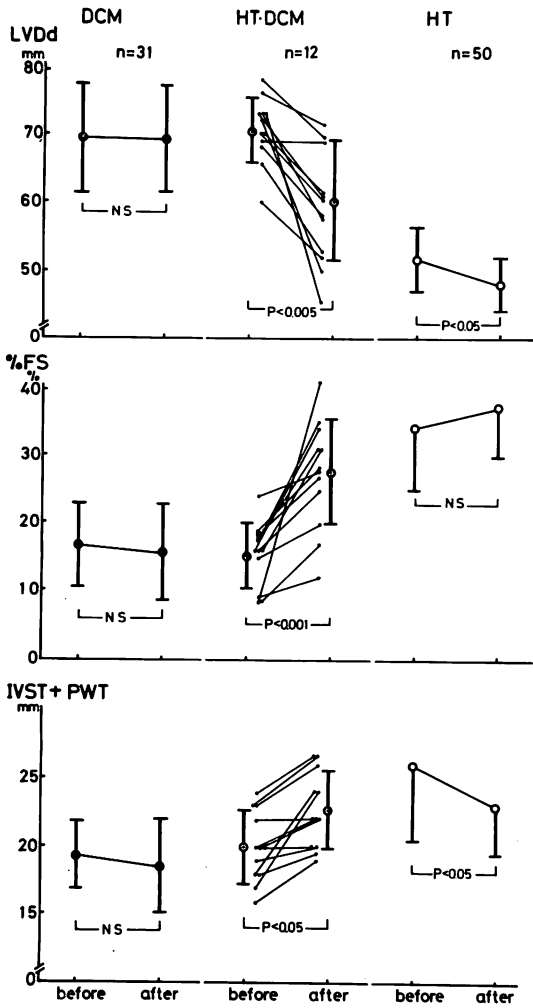 DCM HT·DCM HT
LVDd
mm n=31 n=12 n=50
80
70
60
50
0
NS
P<0.005
P<0.05
%FS
%
40
30
20
10
0
NS
P<0.001
NS
IVST+PWT
mm
25
20
15
0
NS
P<0.05
P<0.05
before after before after before after